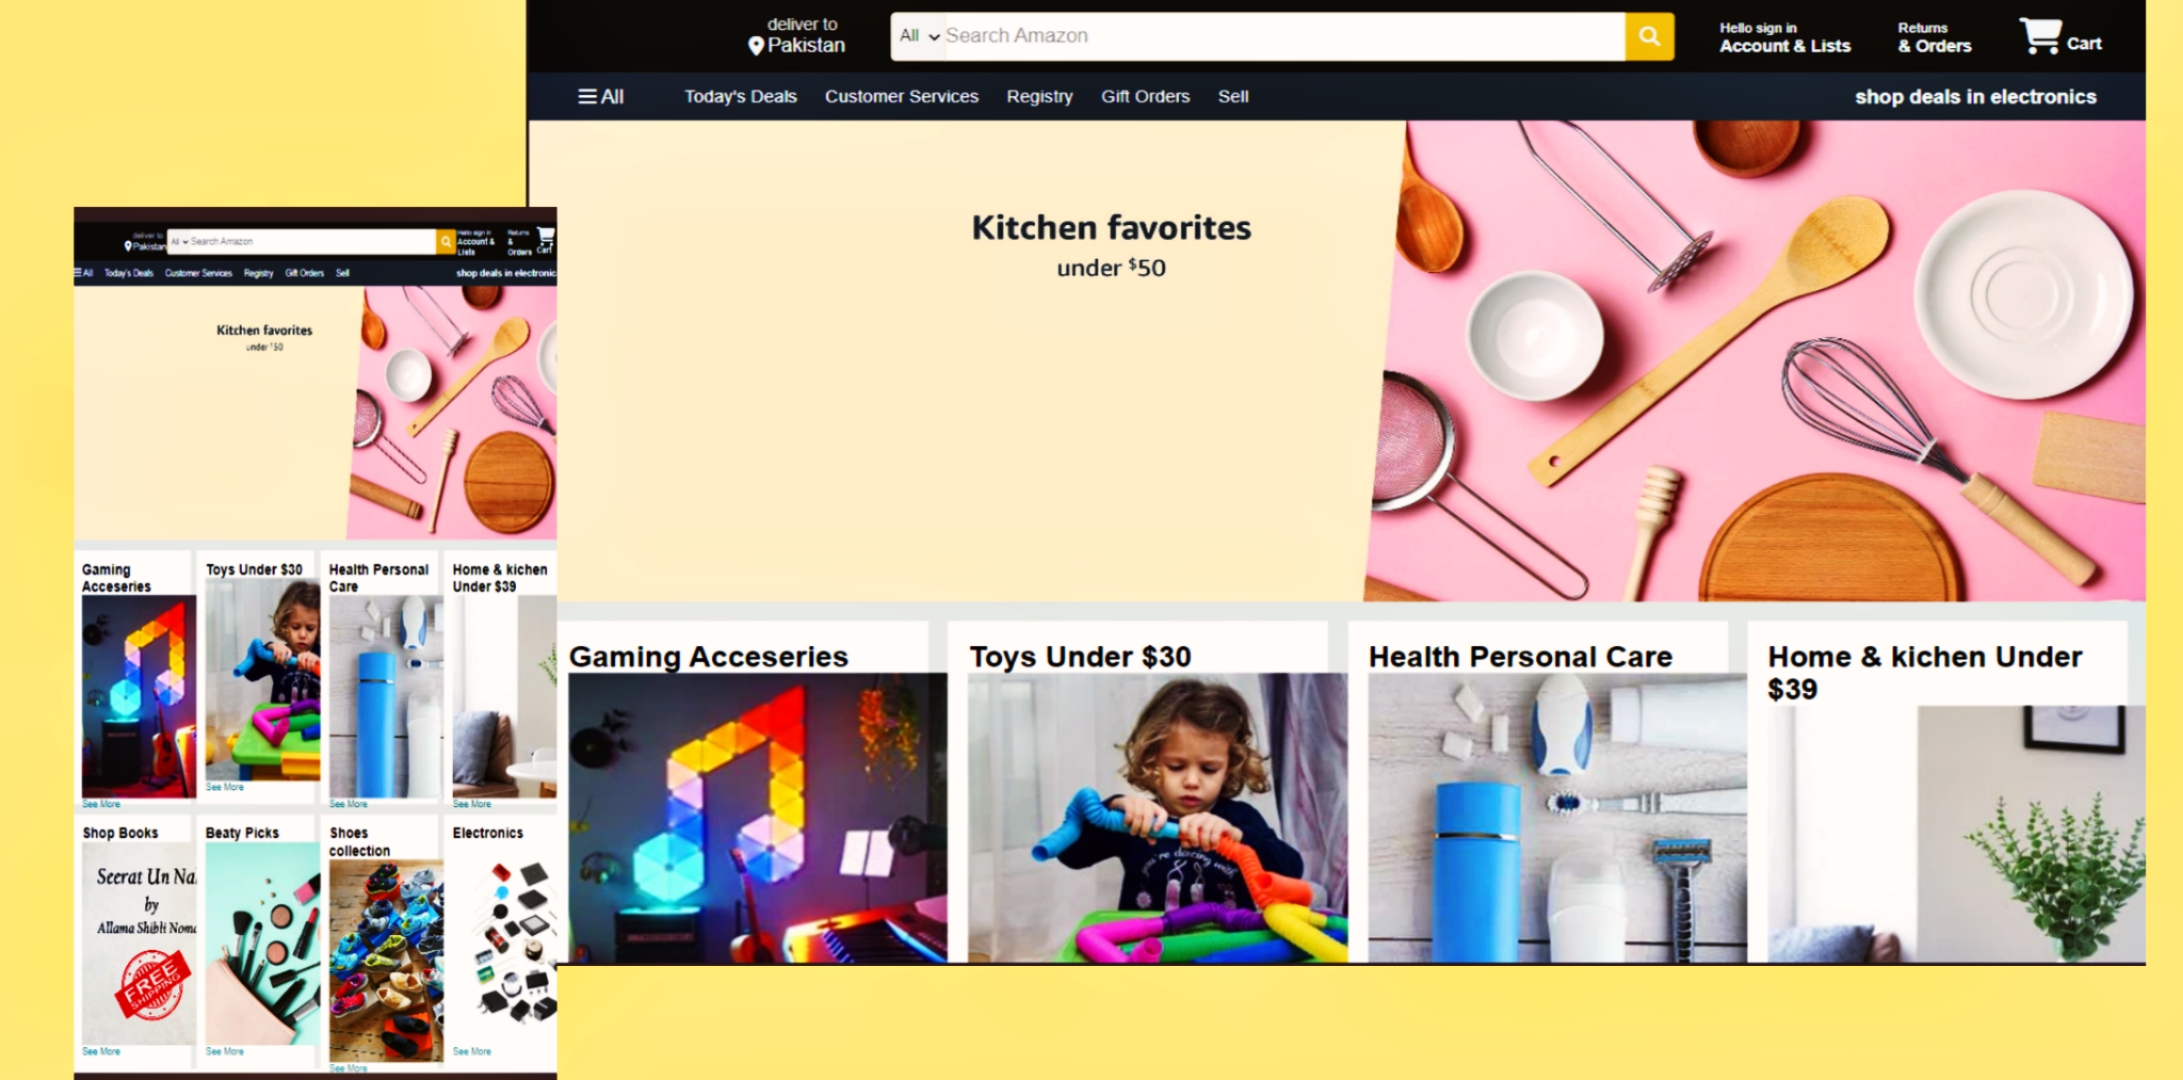 deliver to
Pakistan
All
Search Amazon
Hello sign in
Account & Lists
Returns
& Orders
Cart
All
Today's Deals
Customer Services
Registry
Gift Orders
Sell
shop deals in electronics
Kitchen favorites
under $50
Gaming Acceseries
Toys Under $30
Health Personal Care
Home & kichen Under
$39
you're dancing with
deliver to
Pakistan
All
Search Amazon
Hello sign in
Account &
Lists
Returns
&
Orders
Cart
All
Today's Deals
Customer Services
Registry
Gift Orders
Sell
shop deals in electronic
Kitchen favorites
under $50
Gaming
Acceseries
Toys Under $30
Health Personal
Care
Home & kichen
Under $39
See More
See More
See More
See More
Shop Books
Beaty Picks
Shoes
collection
Electronics
Seerat Un Na
by
Allama Shibli Noma
FREE
SHIPPING
See More
See More
See More
See More